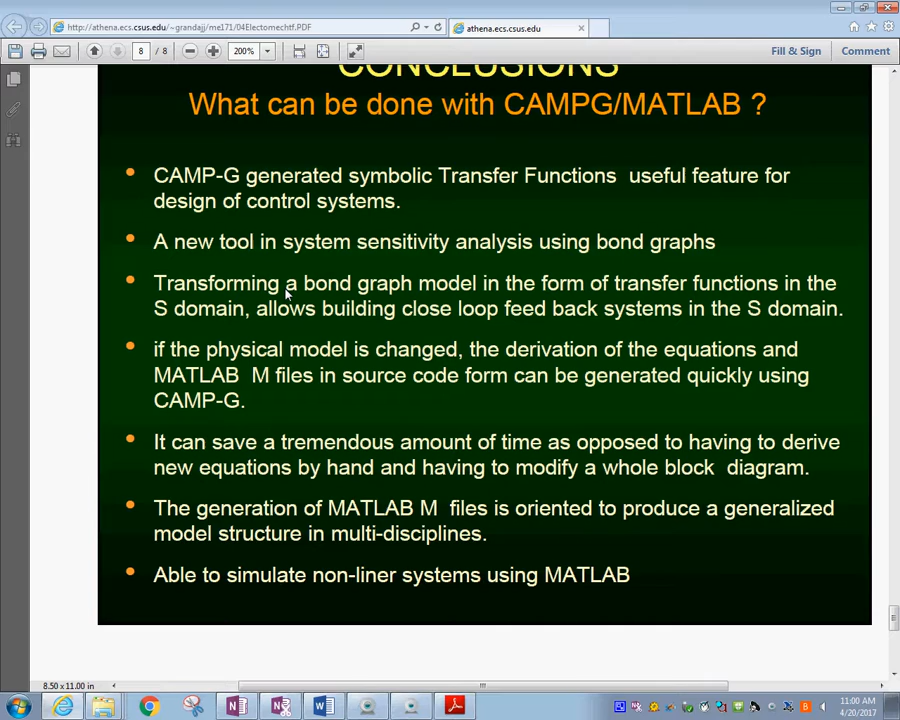 http://athena.ecs.csus.edu/~grandajj/me171/04Electomechtf.PDF
athena.ecs.csus.edu
8 / 8
200%
Fill & Sign
Comment
CONCLUSIONS
What can be done with CAMPG/MATLAB ?
• CAMP-G generated symbolic Transfer Functions useful feature for
design of control systems.
• A new tool in system sensitivity analysis using bond graphs
• Transforming a bond graph model in the form of transfer functions in the
S domain, allows building close loop feed back systems in the S domain.
• if the physical model is changed, the derivation of the equations and
MATLAB M files in source code form can be generated quickly using
CAMP-G.
• It can save a tremendous amount of time as opposed to having to derive
new equations by hand and having to modify a whole block diagram.
• The generation of MATLAB M files is oriented to produce a generalized
model structure in multi-disciplines.
• Able to simulate non-liner systems using MATLAB
8.50 x 11.00 in
11:00 AM
4/20/2017